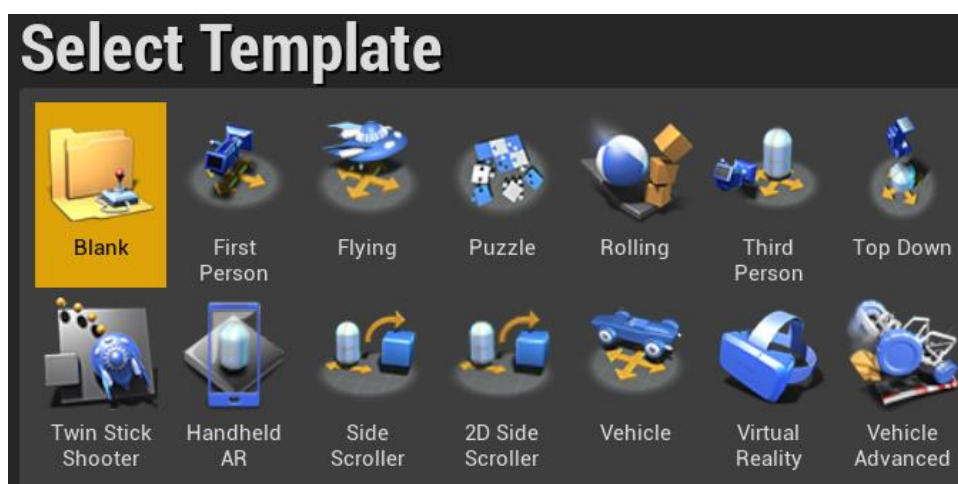 Select Template
Blank
First
Person
Flying
Puzzle
Rolling
Third
Person
Top Down
Twin Stick
Shooter
Handheld
AR
Side
Scroller
2D Side
Scroller
Vehicle
Virtual
Reality
Vehicle
Advanced